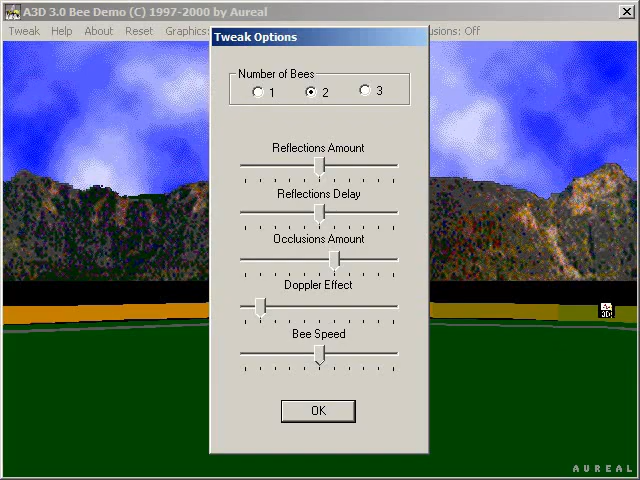 A3D 3.0 Bee Demo (C) 1997-2000 by Aureal
Tweak Help About Reset Graphics: usions: Off
Tweak Options
Number of Bees
1 2 3
Reflections Amount
Reflections Delay
Occlusions Amount
Doppler Effect
Bee Speed
OK
AUREAL